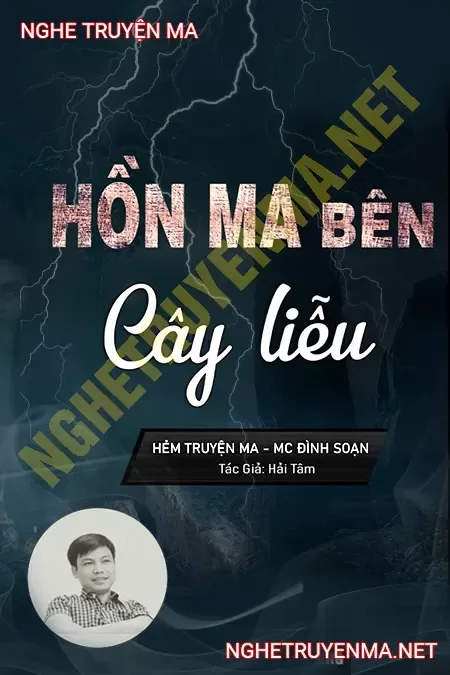 NGHE TRUYỆN MA
HỒN MA BÊN
Cây liễu
NGHETRUYENMA.NET
HẺM TRUYỆN MA - MC ĐÌNH SOẠN
Tác Giả: Hải Tâm
NGHETRUYENMA.NET